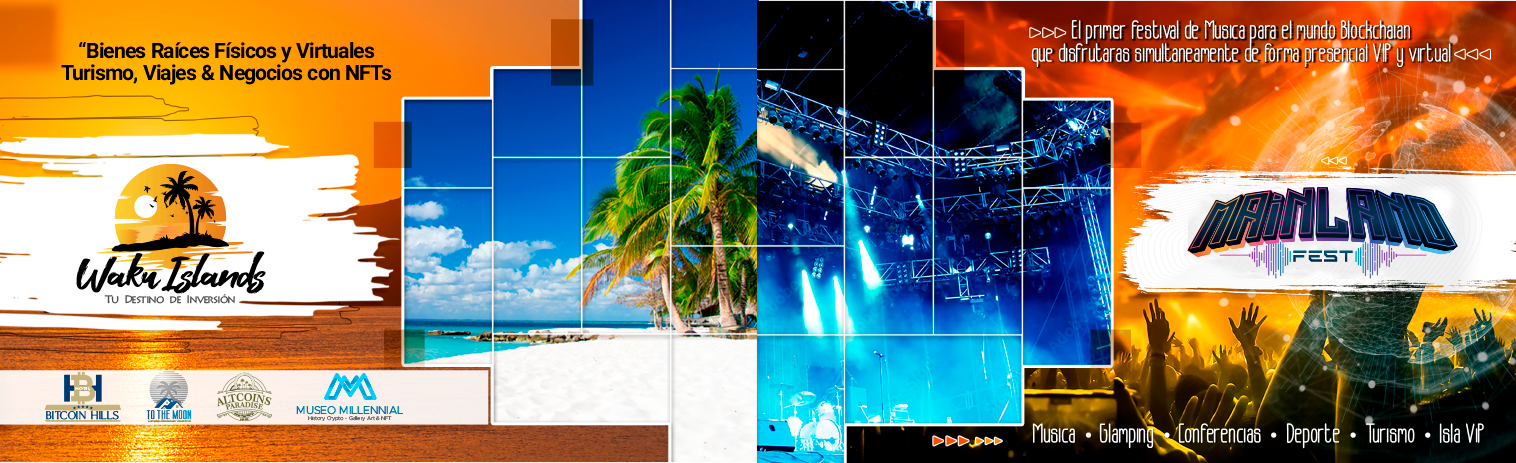 “Bienes Raíces Físicos y Virtuales
Turismo, Viajes & Negocios con NFTs
Waku Islands
Tu Destino de Inversión
BITCOIN HILLS
TO THE MOON
ALTCOINS
PARADISE
MUSEO MILLENNIAL
History Crypto - Gallery Art & NFT
El primer festival de Musica para el mundo Blockchaian
que disfrutaras simultaneamente de forma presencial VIP y virtual
MAINLAND
FEST
Musica • Glamping • Conferencias • Deporte • Turismo • Isla VIP